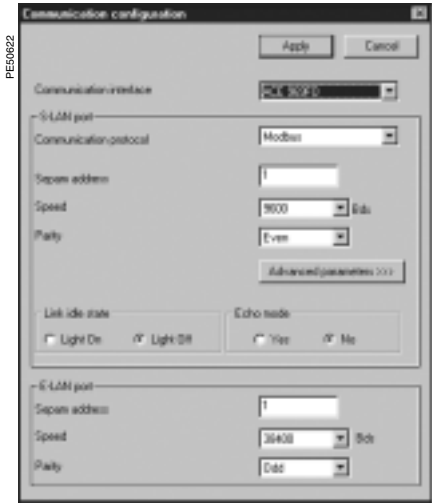 Communication configuration
PE50622
Apply Cancel
Communication interface ACE 969FO
S-LAN port
Communication protocol Modbus
Sepam address 1
Speed 9600 Bds
Parity Even
Advanced parameters >>>
Link idle state Echo mode
Light On Light Off Yes No
E-LAN port
Sepam address 1
Speed 38400 Bds
Parity Odd